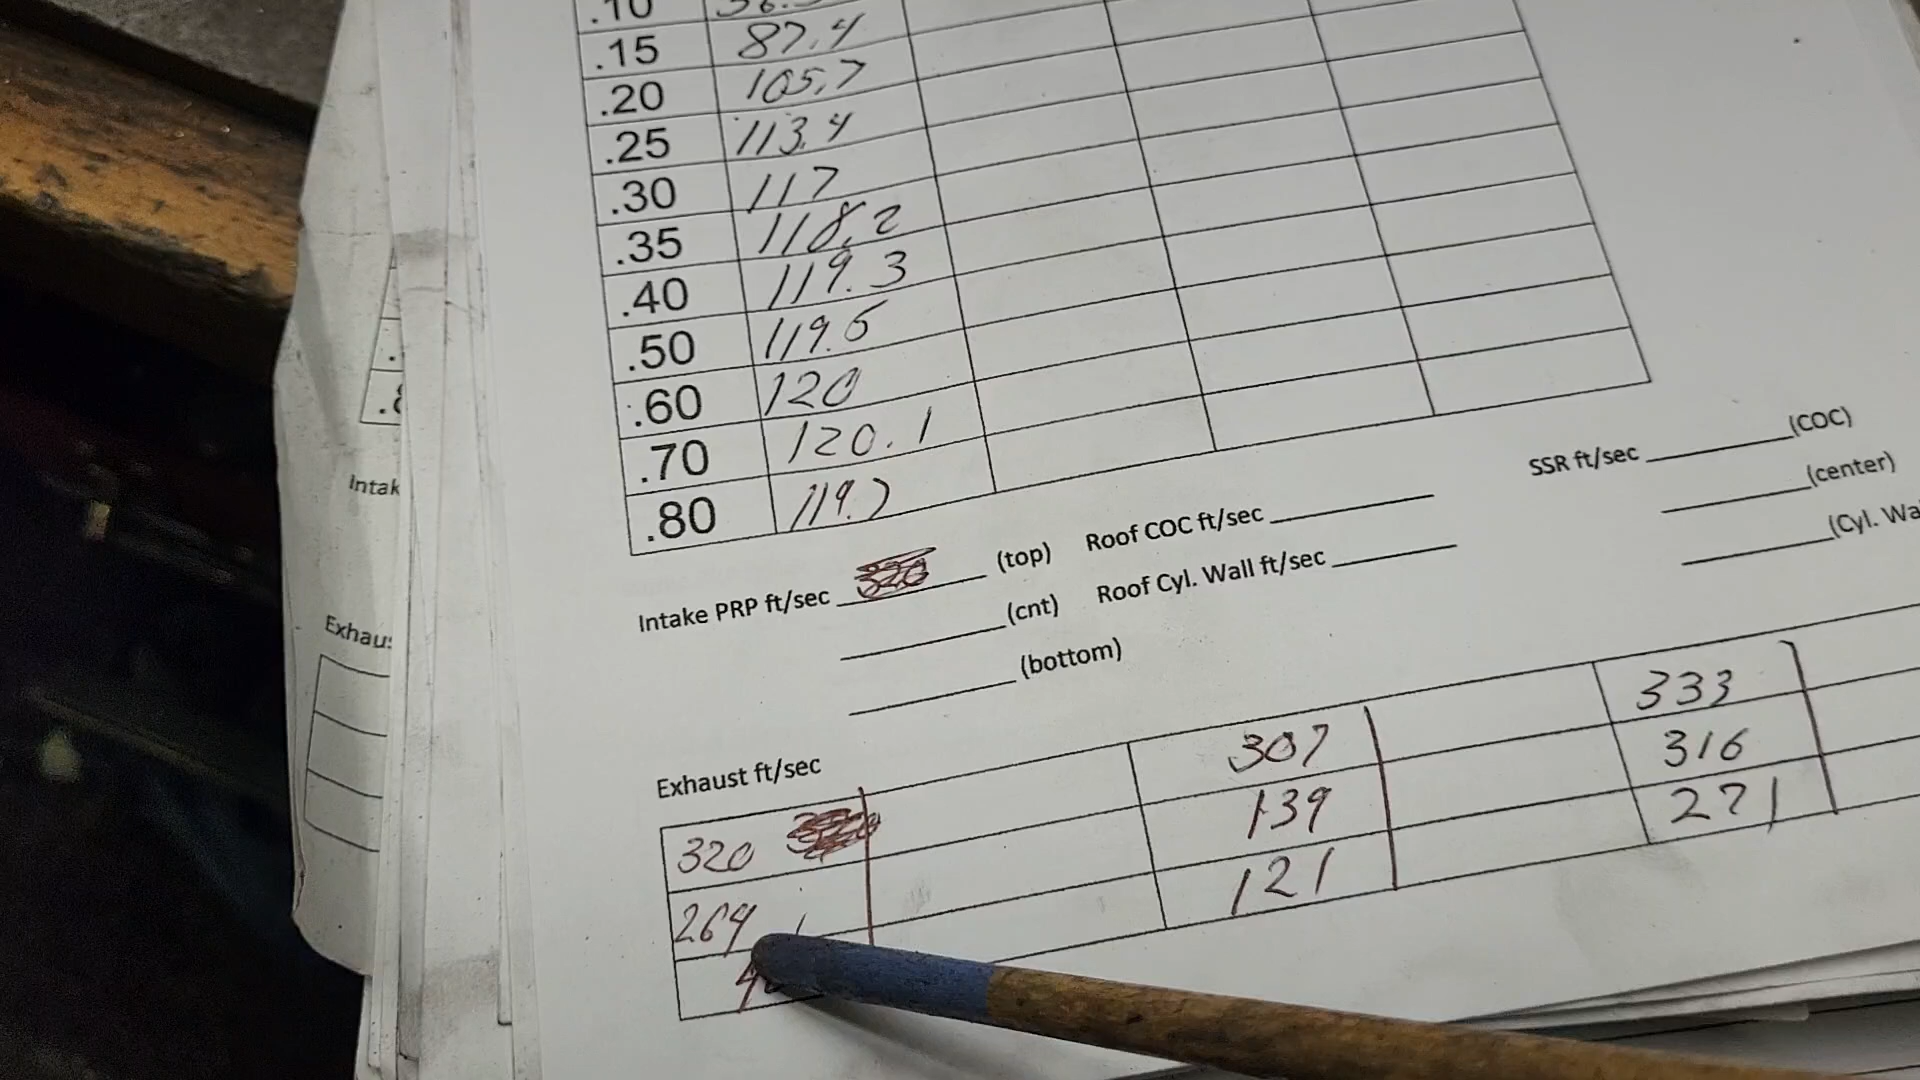 .10
.15 87.4
.20 105.7
.25 113.4
.30 117
.35 118.2
.40 119.3
.50 119.6
.60 120
.70 120.1
.80 119.7
Intake PRP ft/sec (top) Roof COC ft/sec SSR ft/sec (COC)
(cnt) Roof Cyl. Wall ft/sec (center)
(bottom) (Cyl.
Exhaust ft/sec
320 307 333
264 139 316
121 271
Intak
Exhaus